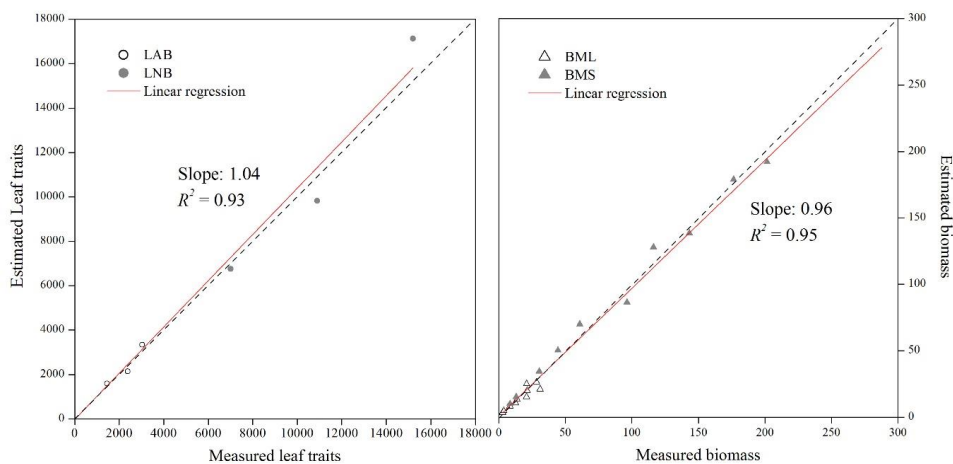 18000
16000
14000
12000
10000
8000
6000
4000
2000
0
Estimated Leaf traits
LAB
LNB
Linear regression
Slope: 1.04
R² = 0.93
0 2000 4000 6000 8000 10000 12000 14000 16000 18000
Measured leaf traits
BML
BMS
Linear regression
Slope: 0.96
R² = 0.95
300
250
200
150
100
50
0
Estimated biomass
0 50 100 150 200 250 300
Measured biomass